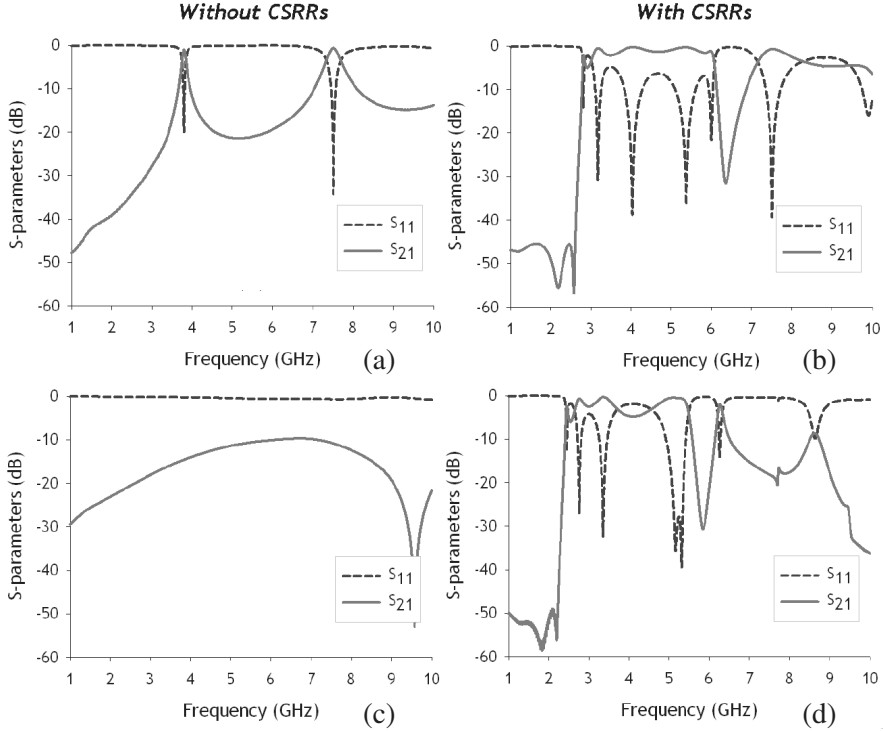 Without CSRRs
With CSRRs
0
-10
-20
-30
-40
-50
-60
S-parameters (dB)
S11
S21
1 2 3 4 5 6 7 8 9 10
Frequency (GHz)
(a)
0
-10
-20
-30
-40
-50
-60
S-parameters (dB)
S11
S21
1 2 3 4 5 6 7 8 9 10
Frequency (GHz)
(b)
0
-10
-20
-30
-40
-50
-60
S-parameters (dB)
S11
S21
1 2 3 4 5 6 7 8 9 10
Frequency (GHz)
(c)
0
-10
-20
-30
-40
-50
-60
S-parameters (dB)
S11
S21
1 2 3 4 5 6 7 8 9 10
Frequency (GHz)
(d)